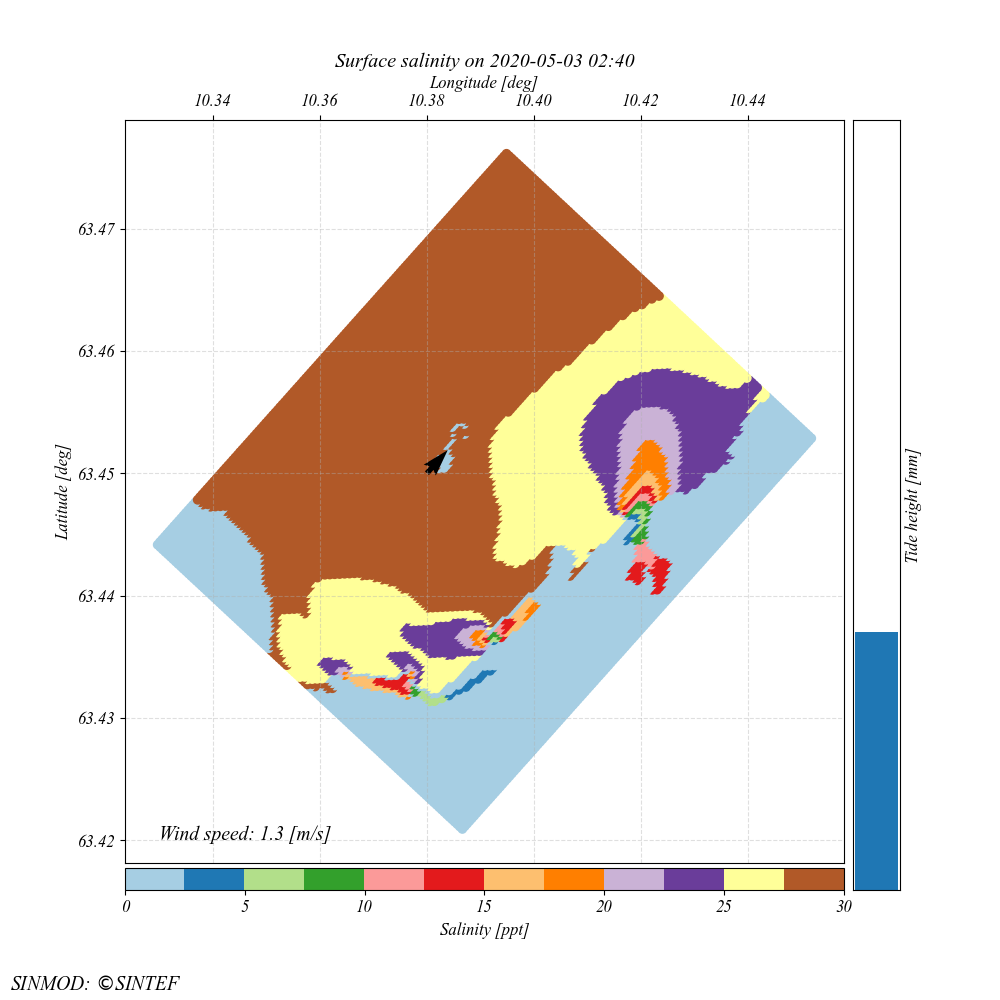 Surface salinity on 2020-05-03 02:40
Longitude [deg]
10.34 10.36 10.38 10.40 10.42 10.44
63.47
63.46
63.45
63.44
63.43
63.42
Latitude [deg]
Tide height [mm]
Wind speed: 1.3 [m/s]
0 5 10 15 20 25 30
Salinity [ppt]
SINMOD: ©SINTEF